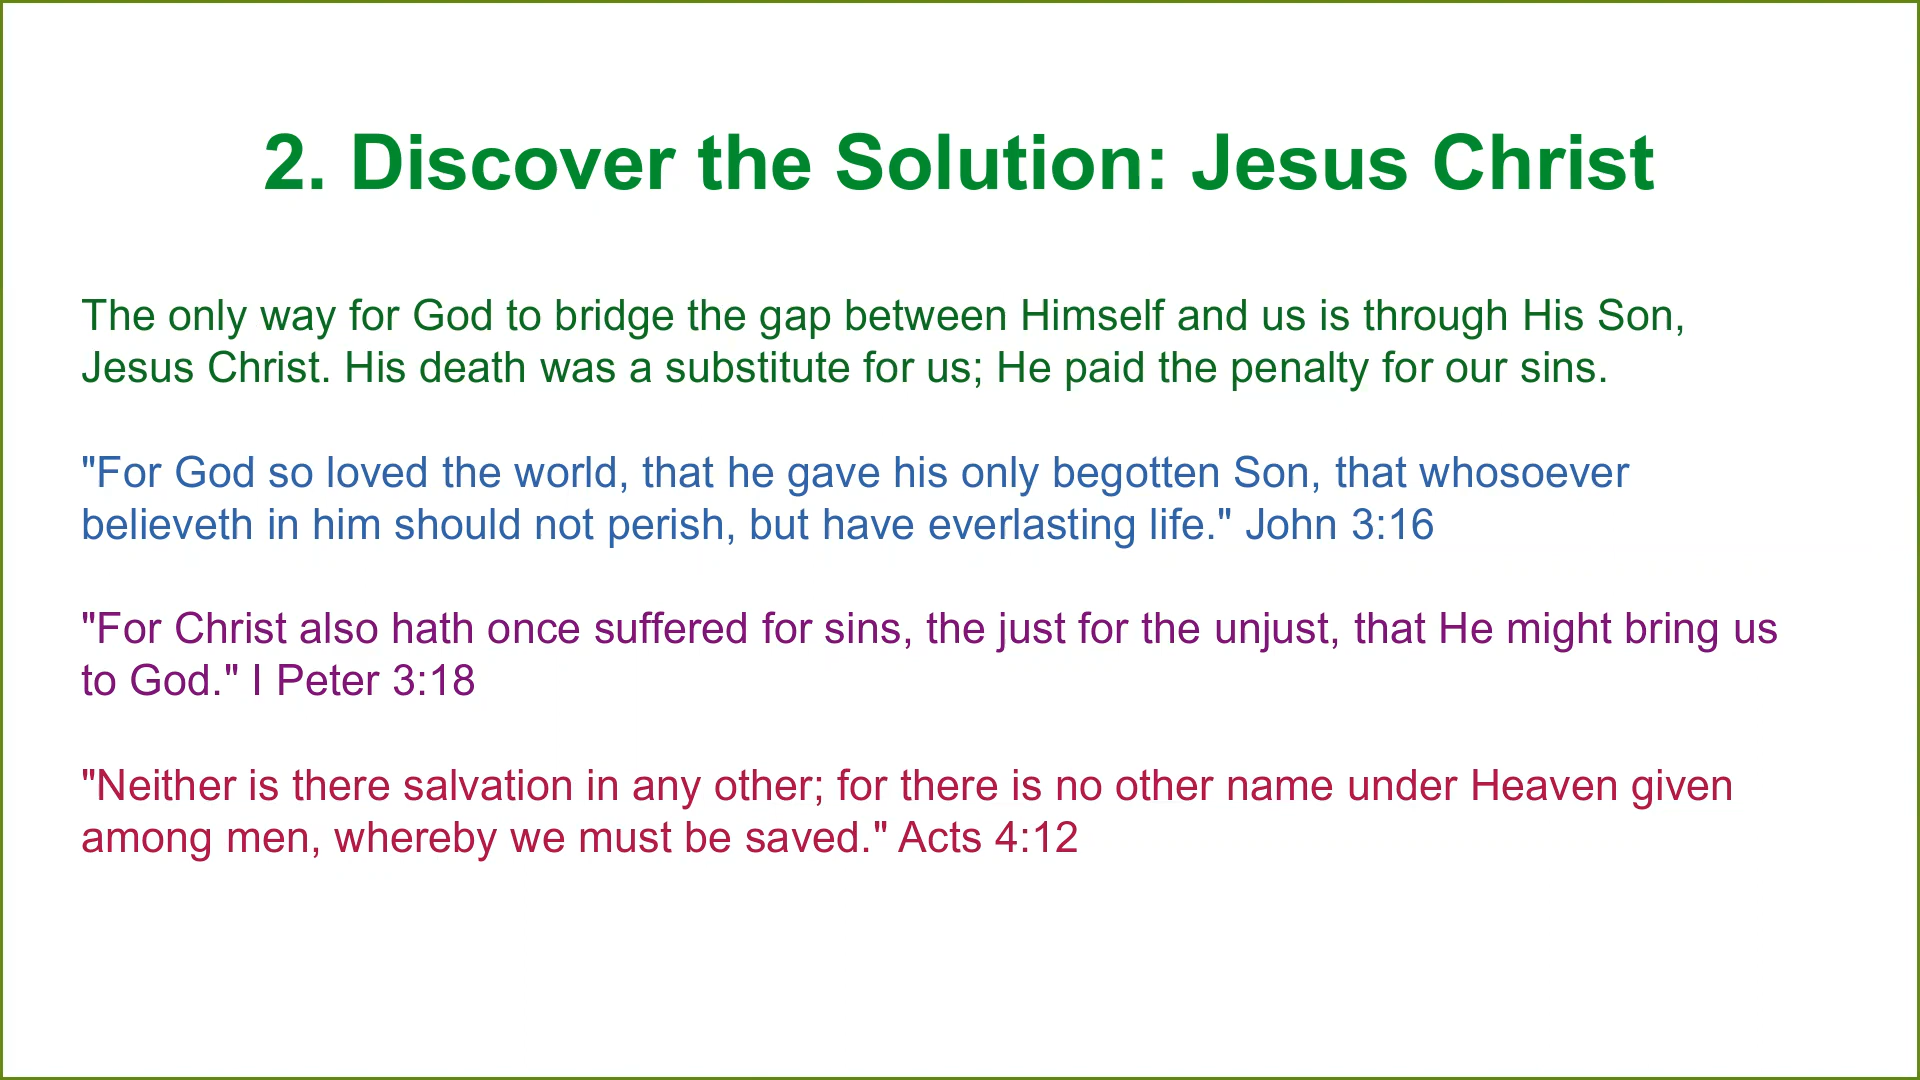 2. Discover the Solution: Jesus Christ
The only way for God to bridge the gap between Himself and us is through His Son,
Jesus Christ. His death was a substitute for us; He paid the penalty for our sins.
"For God so loved the world, that he gave his only begotten Son, that whosoever
believeth in him should not perish, but have everlasting life." John 3:16
"For Christ also hath once suffered for sins, the just for the unjust, that He might bring us
to God." I Peter 3:18
"Neither is there salvation in any other; for there is no other name under Heaven given
among men, whereby we must be saved." Acts 4:12